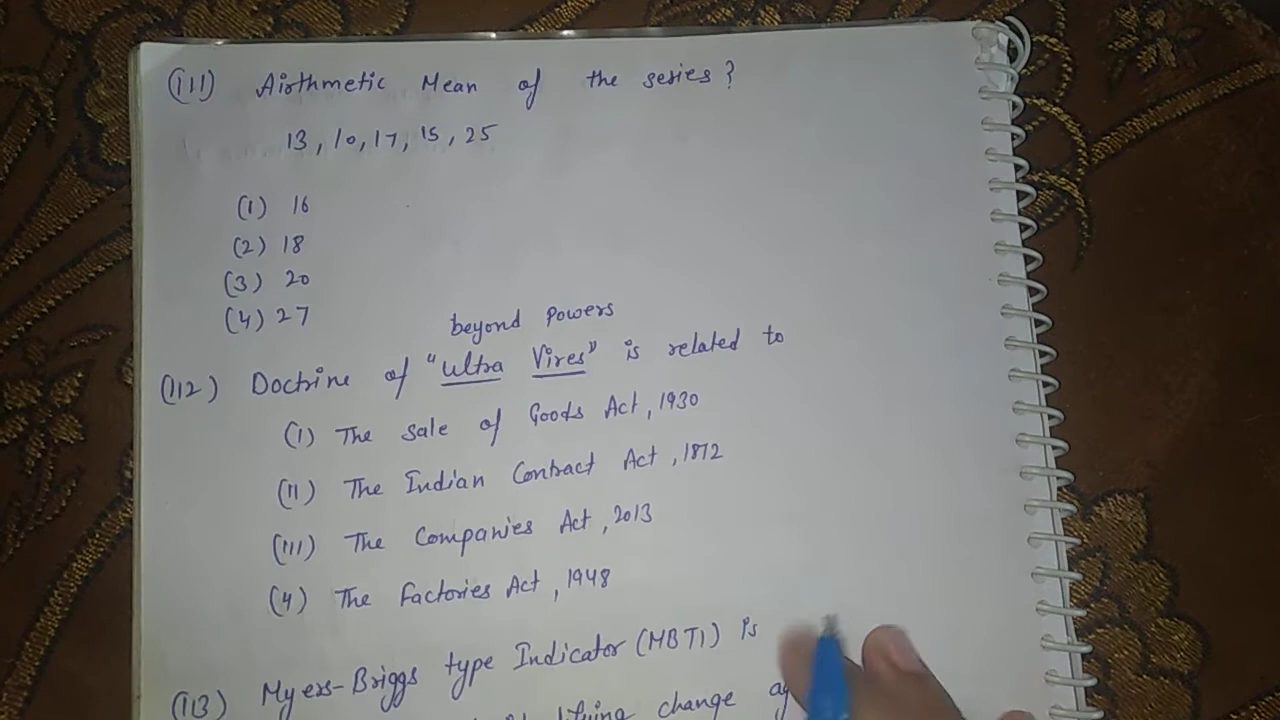 (111) Airthmetic Mean of the series?
13, 10, 17, 15, 25
(1) 16
(2) 18
(3) 20
(4) 27
beyond powers
(112) Doctrine of "Ultra Vires" is related to
(1) The Sale of Goods Act, 1930
(11) The Indian Contract Act, 1872
(111) The Companies Act, 2013
(4) The Factories Act, 1948
(113) Myers-Briggs type Indicator (MBTI) is
change